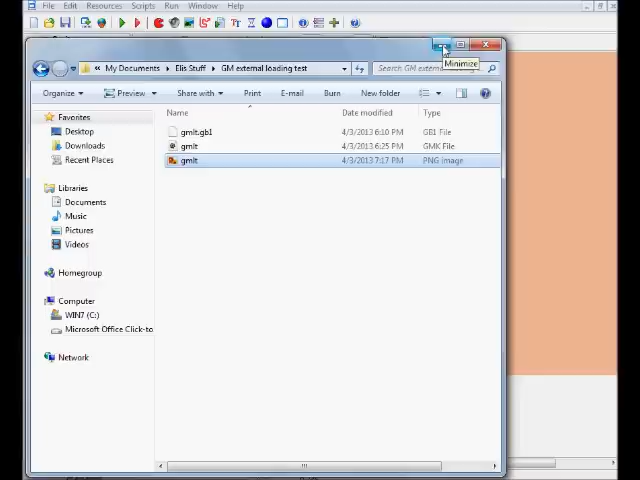 File Edit Resources Scripts Run Window Help
Minimize
« My Documents Elis Stuff GM external loading test
Organize Preview Share with Print E-mail Burn New folder
Name Date modified Type
Favorites
Desktop
Downloads
Recent Places
Libraries
Documents
Music
Pictures
Videos
Homegroup
Computer
WIN7 (C:)
Microsoft Office Click-to
Network
gmlt.gb1 4/3/2013 6:10 PM GB1 File
gmlt 4/3/2013 6:25 PM GMK File
gmlt 4/3/2013 7:17 PM PNG Image